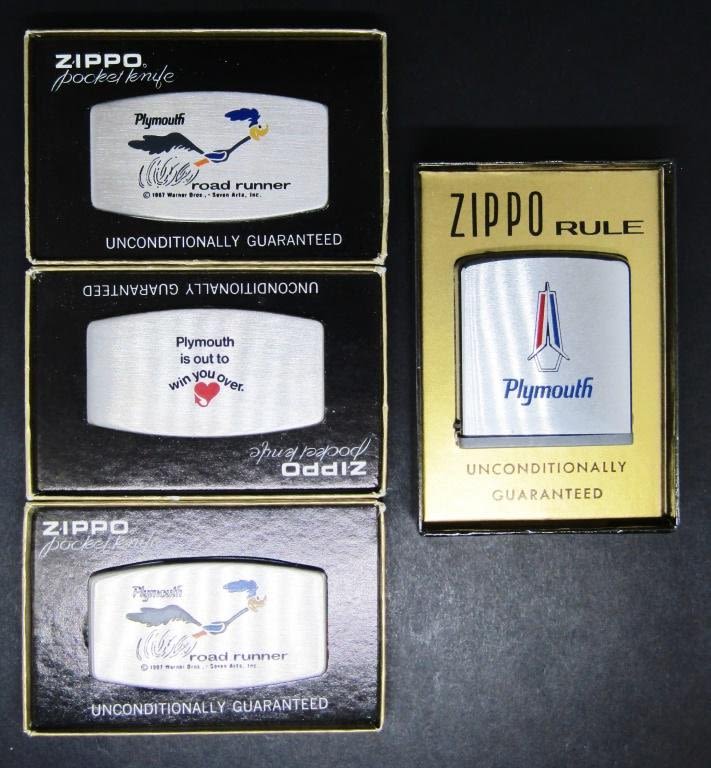 ZIPPO
pocket knife
Plymouth
road runner
© 1967 Warner Bros., - Seven Arts, Inc.
UNCONDITIONALLY GUARANTEED
UNCONDITIONALLY GUARANTEED
Plymouth
is out to
win you over.
ZIPPO
pocket knife
ZIPPO
pocket knife
Plymouth
road runner
© 1967 Warner Bros., - Seven Arts, Inc.
UNCONDITIONALLY GUARANTEED
ZIPPO RULE
Plymouth
UNCONDITIONALLY
GUARANTEED